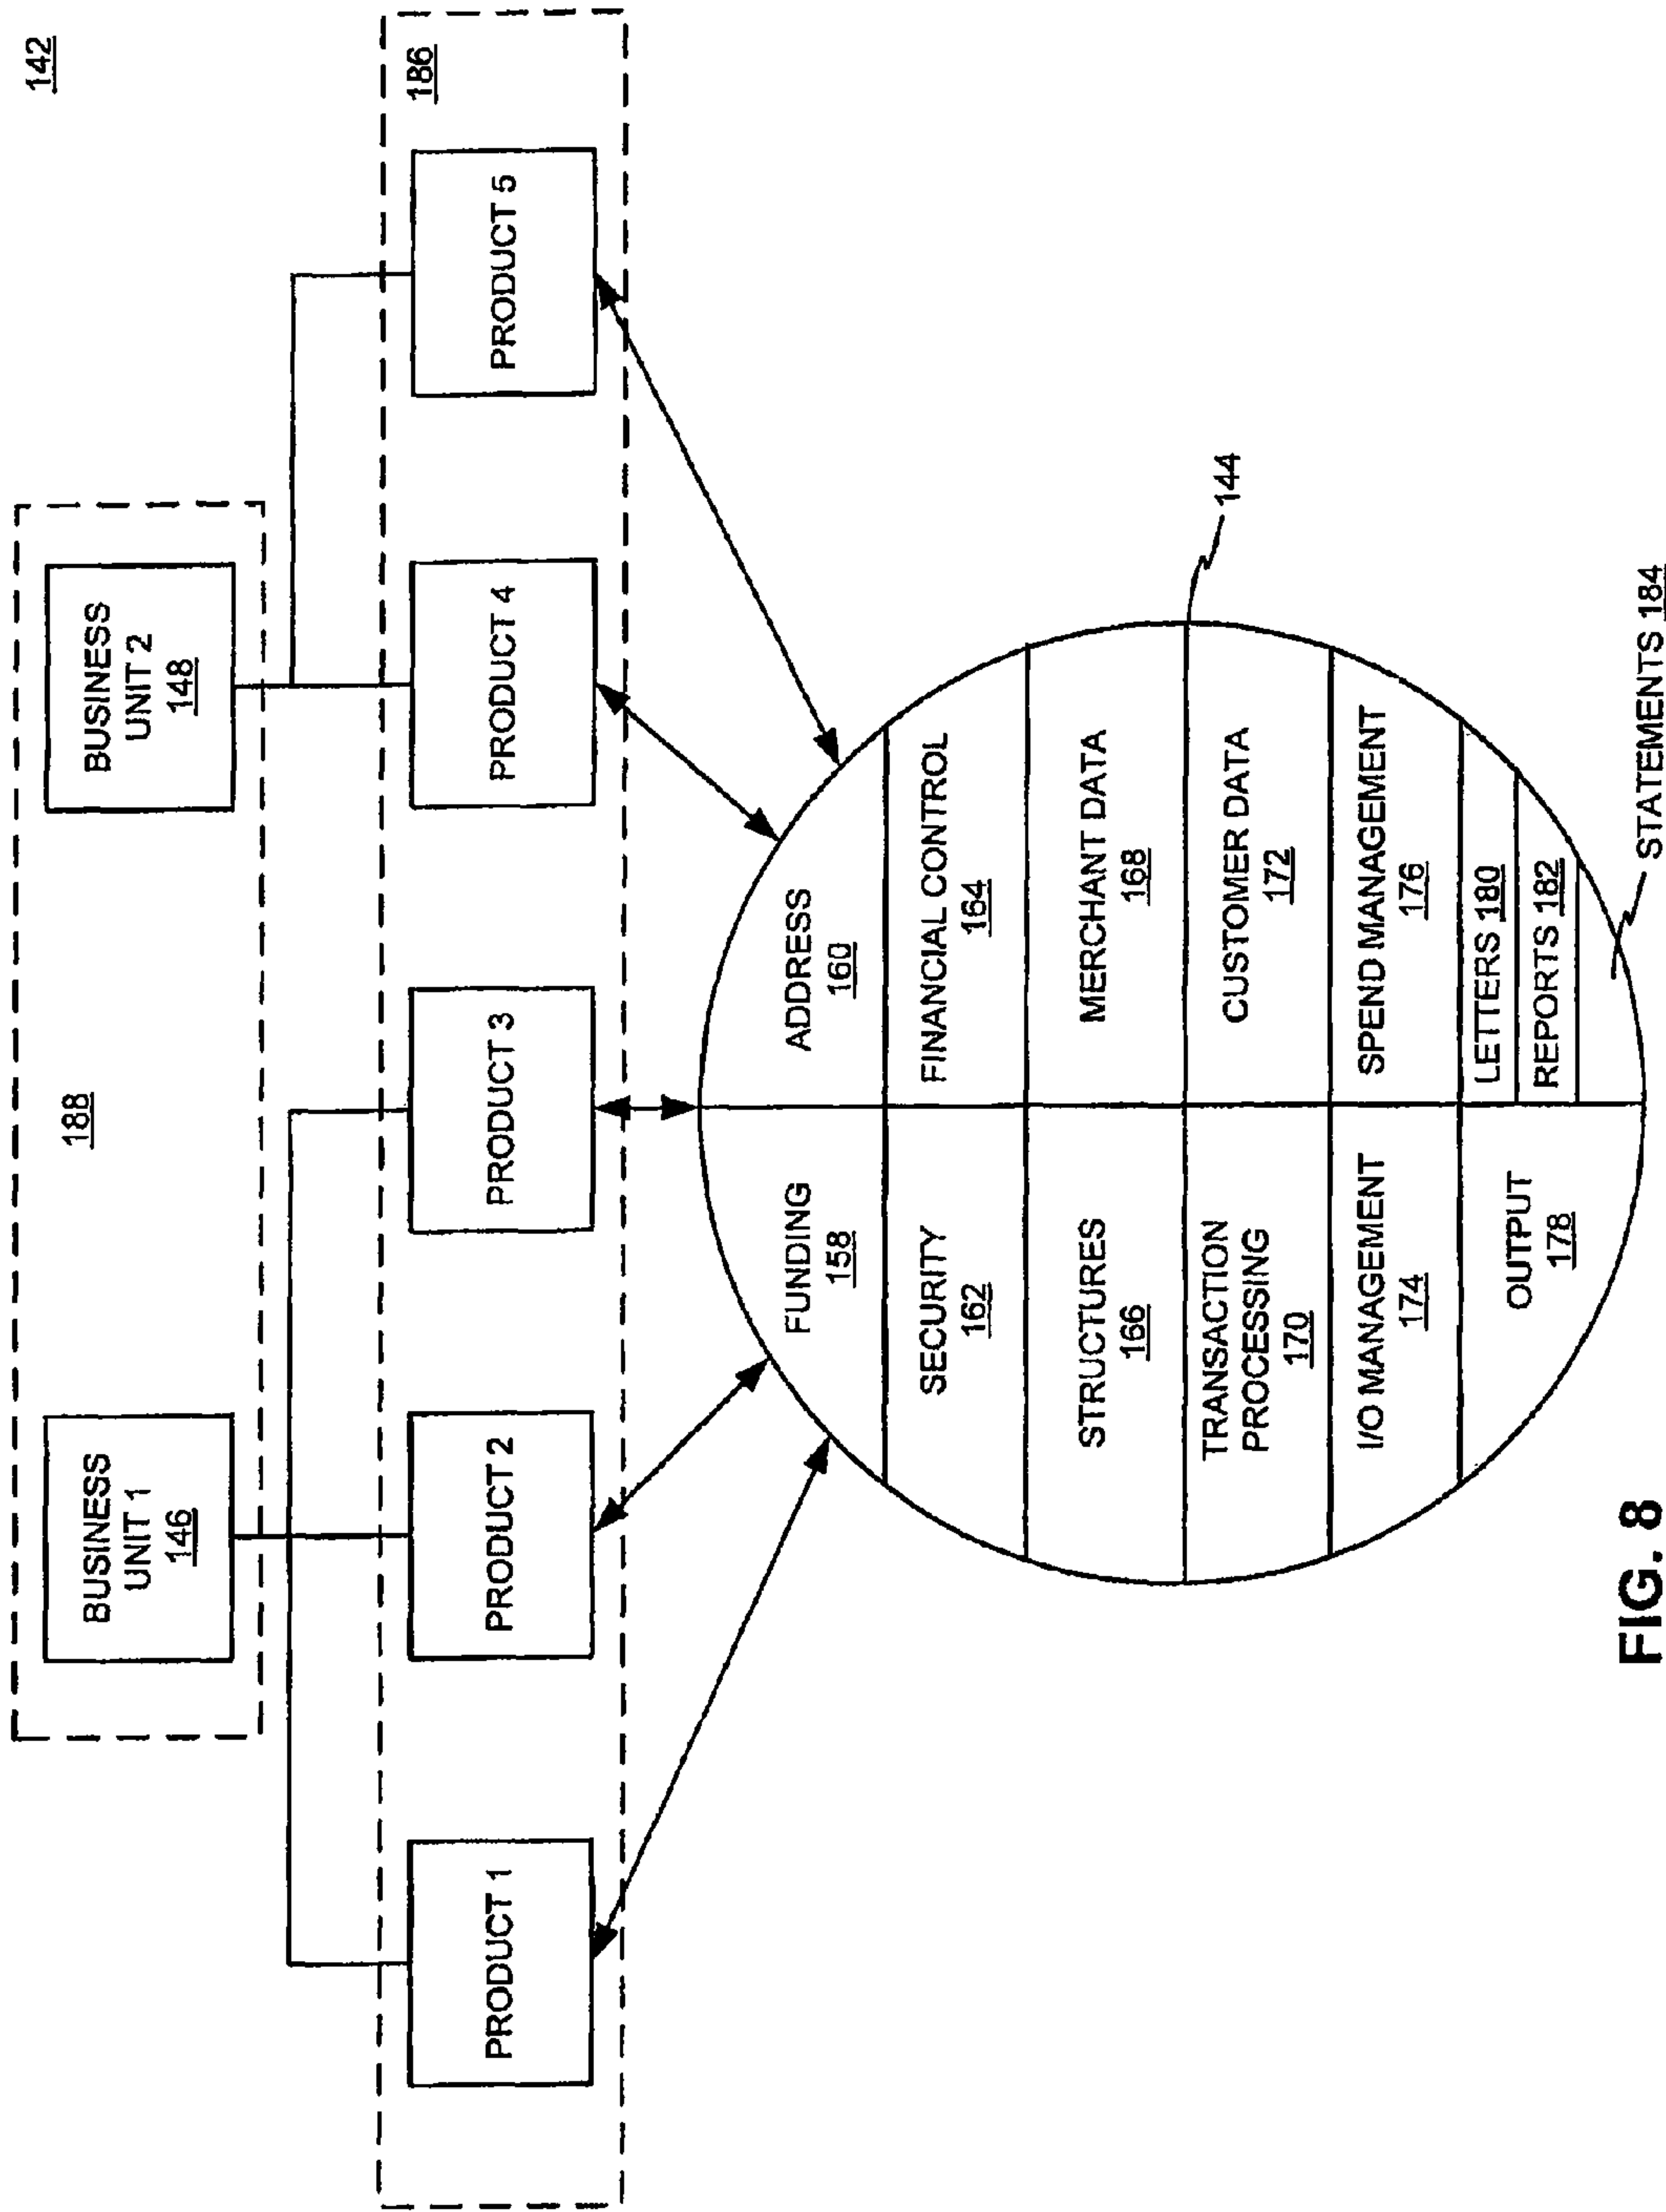 142
188
BUSINESS
UNIT 1
146
BUSINESS
UNIT 2
148
186
PRODUCT 1
PRODUCT 2
PRODUCT 3
PRODUCT 4
PRODUCT 5
FUNDING
158
ADDRESS
160
SECURITY
162
FINANCIAL CONTROL
164
STRUCTURES
166
MERCHANT DATA
168
144
TRANSACTION
PROCESSING
170
CUSTOMER DATA
172
I/O MANAGEMENT
174
SPEND MANAGEMENT
176
OUTPUT
178
LETTERS 180
REPORTS 182
STATEMENTS 184
FIG. 8